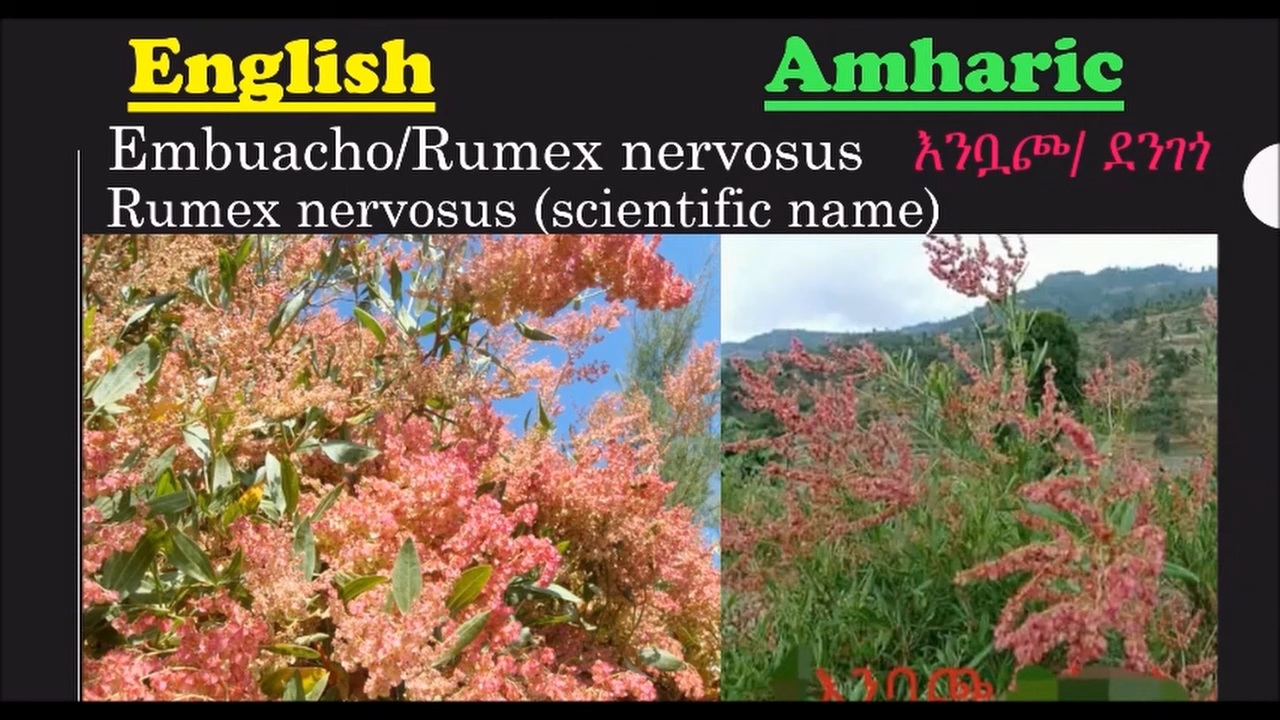 English
Amharic
Embuacho/Rumex nervosus
እንቧጮ/ ደንገጎ
Rumex nervosus (scientific name)